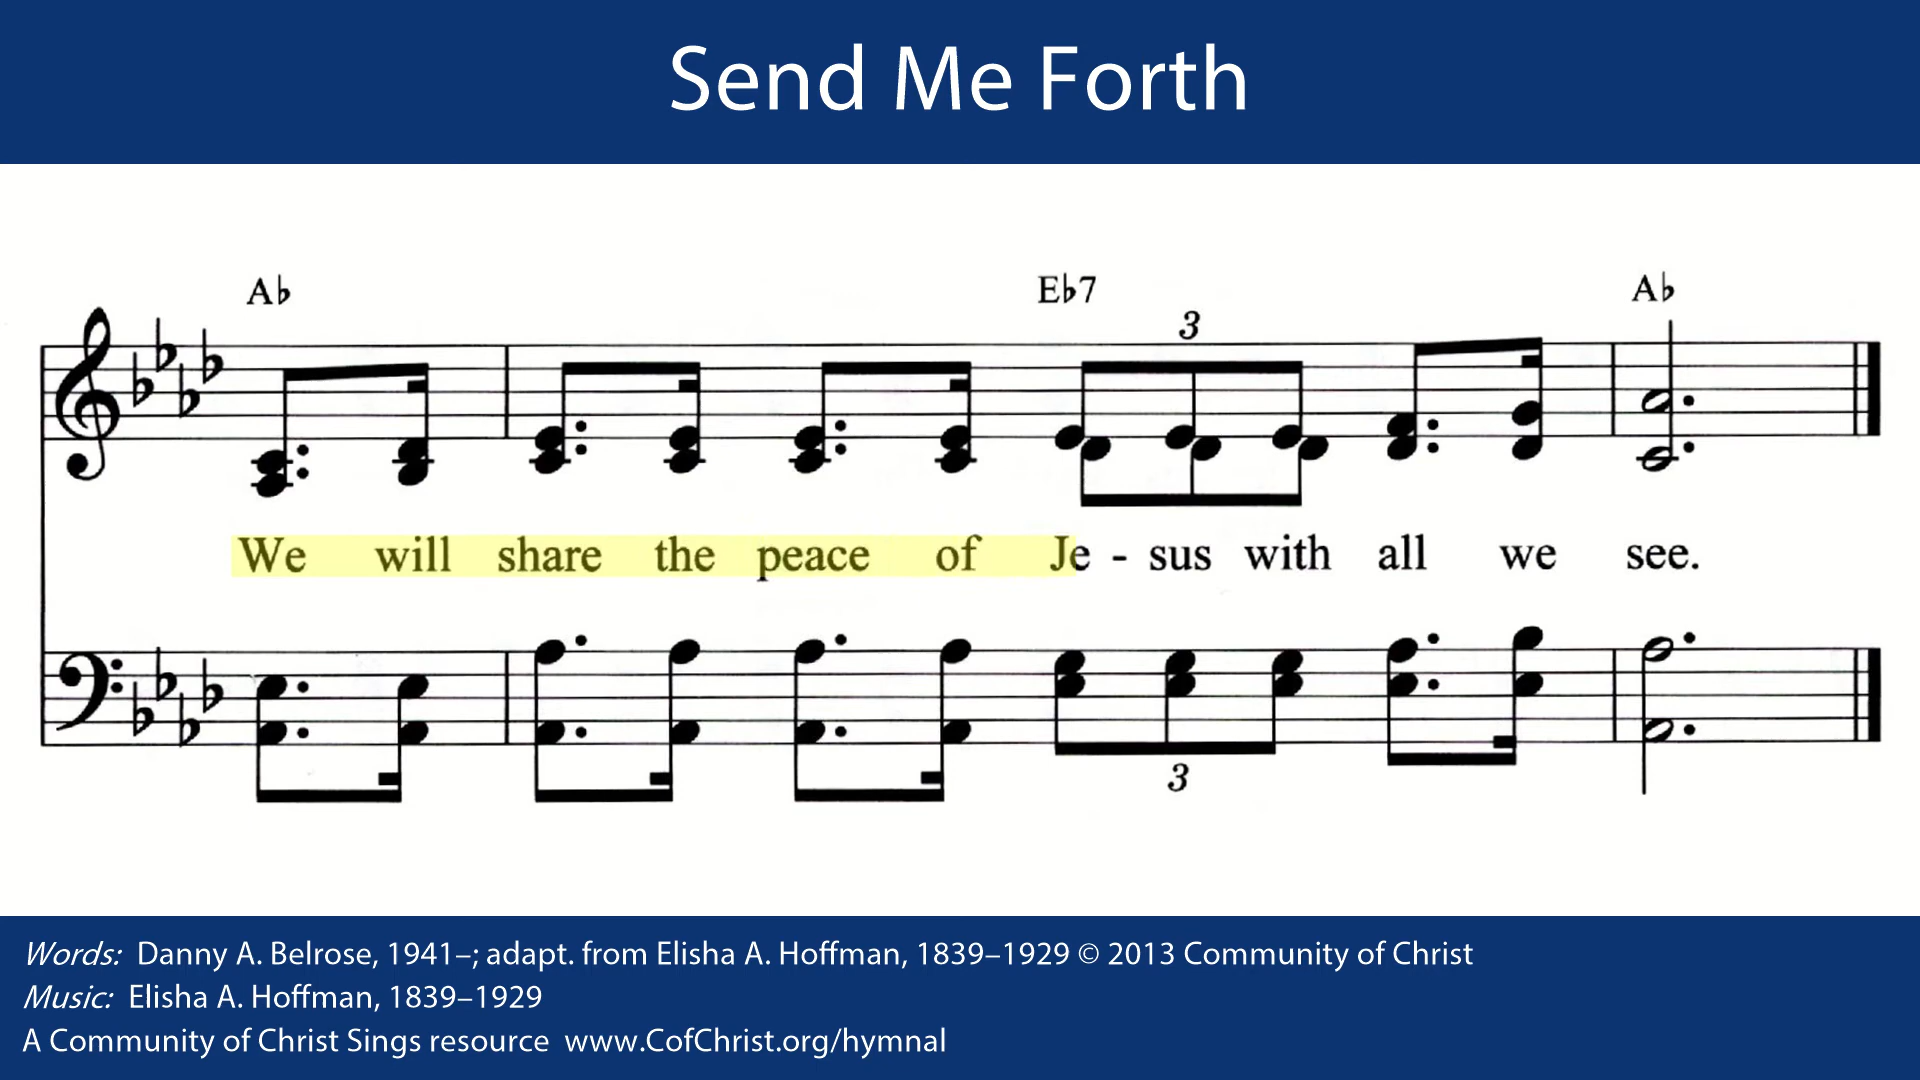 Send Me Forth
A♭ E♭7 A♭
3
We will share the peace of Je - sus with all we see.
3
Words: Danny A. Belrose, 1941–; adapt. from Elisha A. Hoffman, 1839–1929 © 2013 Community of Christ
Music: Elisha A. Hoffman, 1839–1929
A Community of Christ Sings resource www.CofChrist.org/hymnal